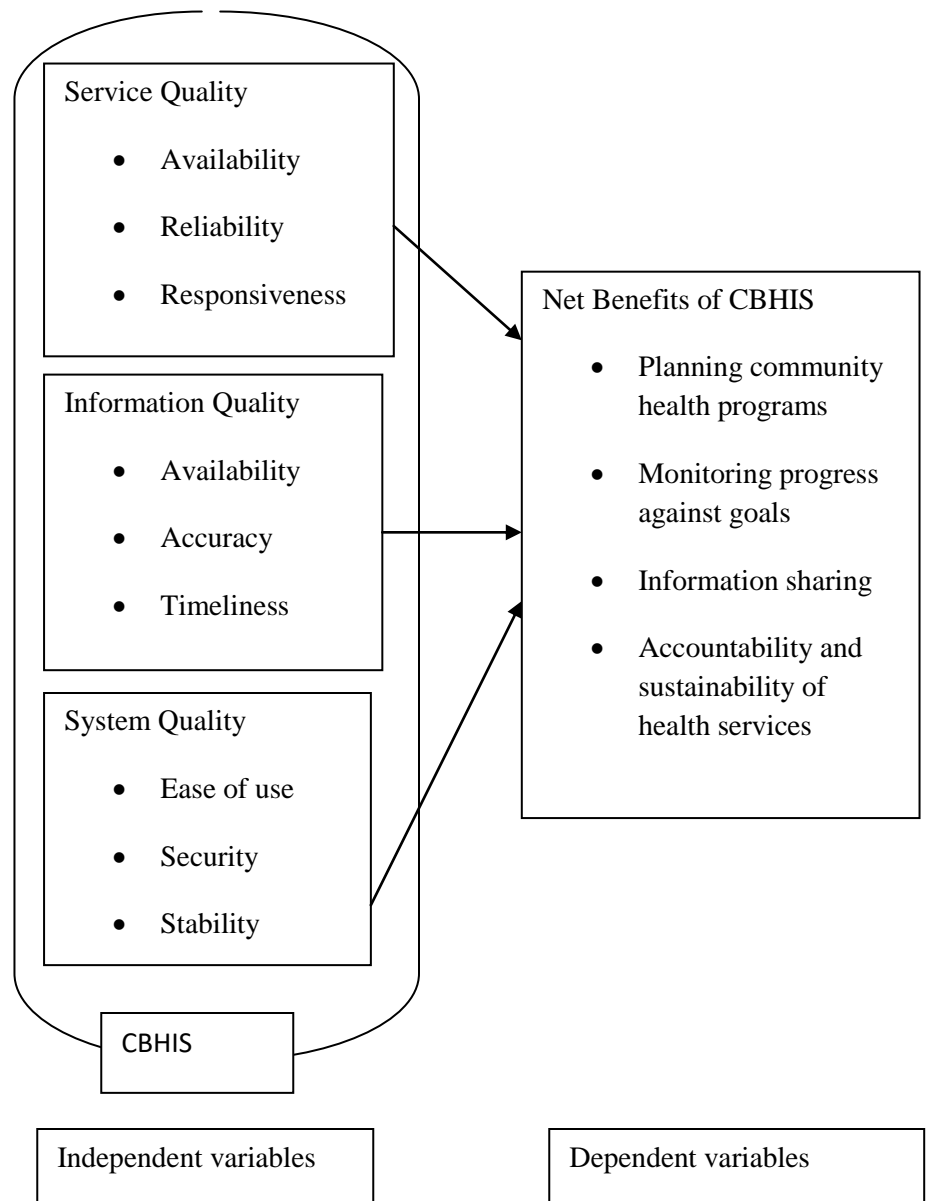 Service Quality
• Availability
• Reliability
• Responsiveness
Information Quality
• Availability
• Accuracy
• Timeliness
System Quality
• Ease of use
• Security
• Stability
CBHIS
Net Benefits of CBHIS
• Planning community
health programs
• Monitoring progress
against goals
• Information sharing
• Accountability and
sustainability of
health services
Independent variables
Dependent variables